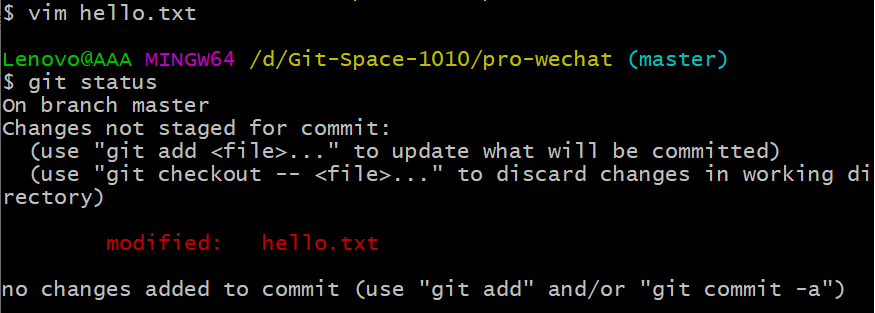 $ vim hello.txt
Lenovo@AAA MINGW64 /d/Git-Space-1010/pro-wechat (master)
$ git status
On branch master
Changes not staged for commit:
  (use "git add <file>..." to update what will be committed)
  (use "git checkout -- <file>..." to discard changes in working di
rectory)
        modified:   hello.txt
no changes added to commit (use "git add" and/or "git commit -a")